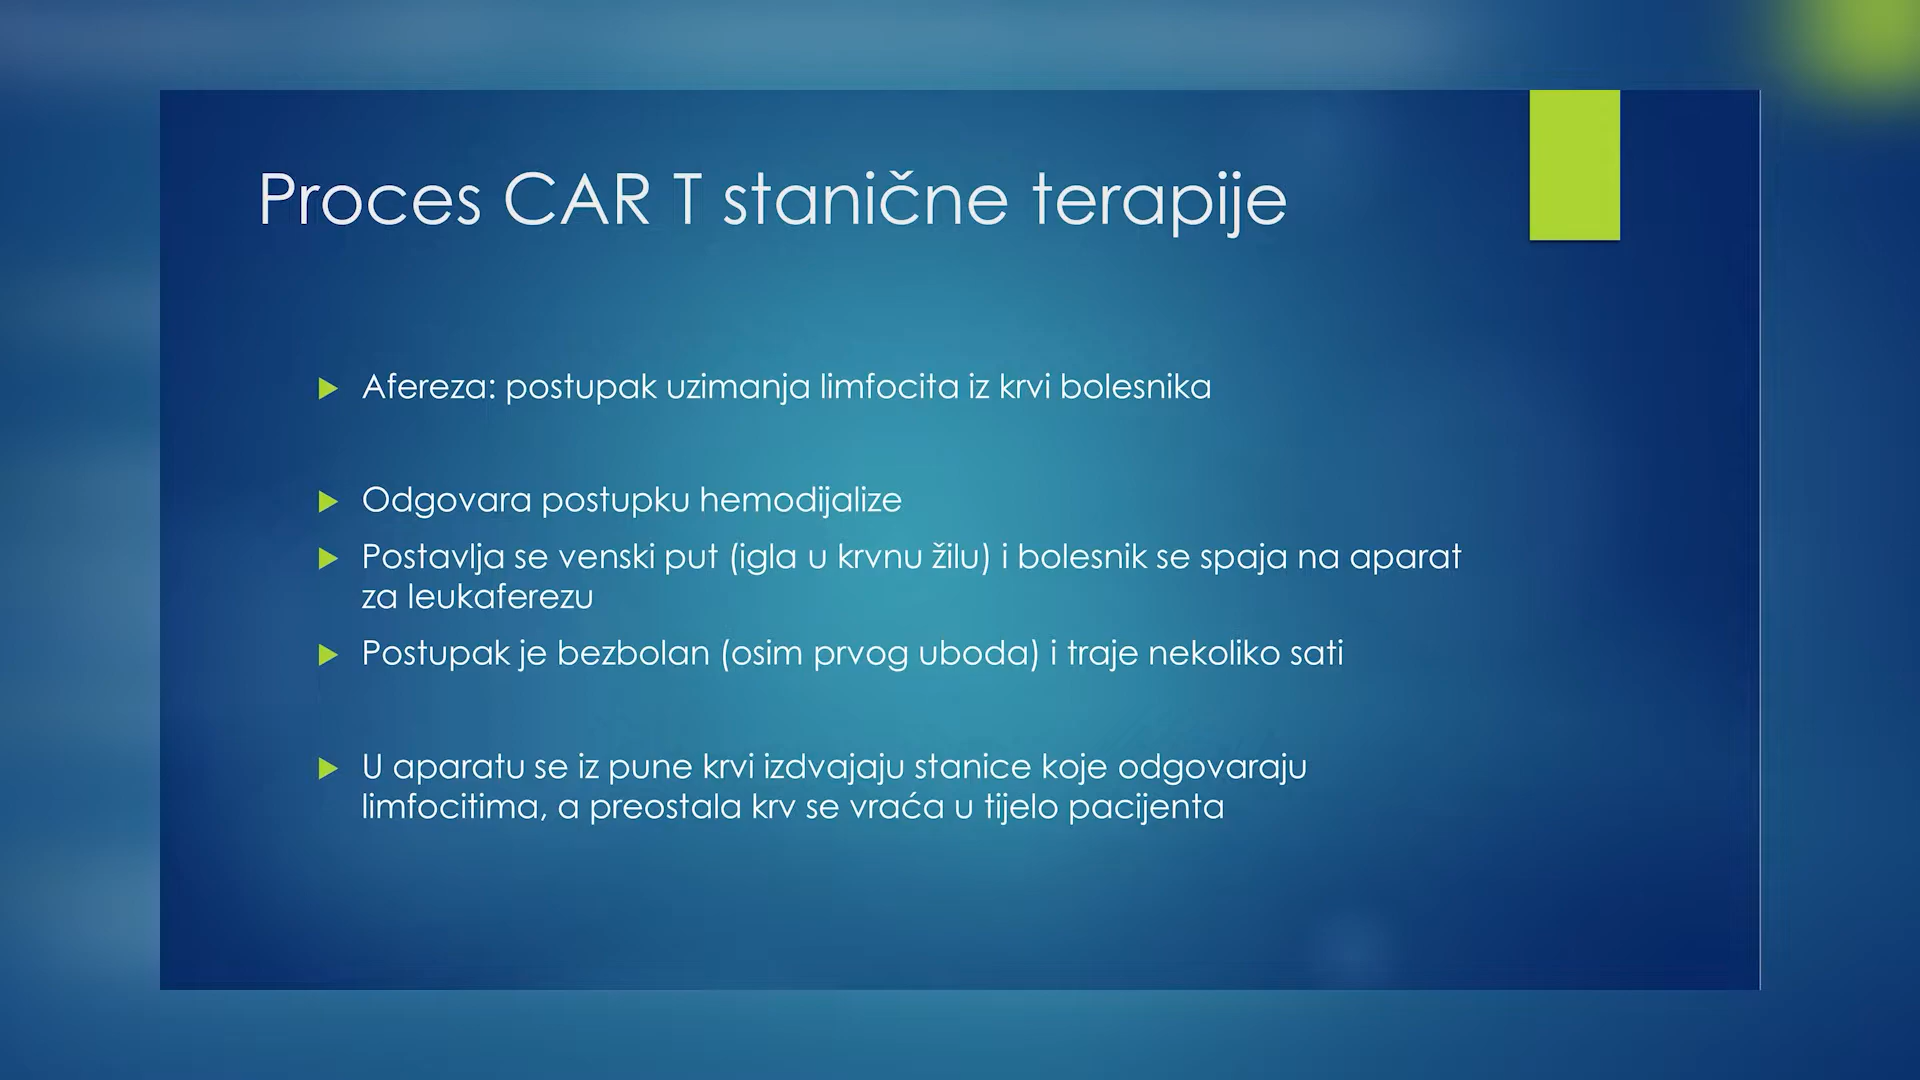 Proces CAR T stanične terapije
Afereza: postupak uzimanja limfocita iz krvi bolesnika
Odgovara postupku hemodijalize
Postavlja se venski put (igla u krvnu žilu) i bolesnik se spaja na aparat
za leukaferezu
Postupak je bezbolan (osim prvog uboda) i traje nekoliko sati
U aparatu se iz pune krvi izdvajaju stanice koje odgovaraju
limfocitima, a preostala krv se vraća u tijelo pacijenta